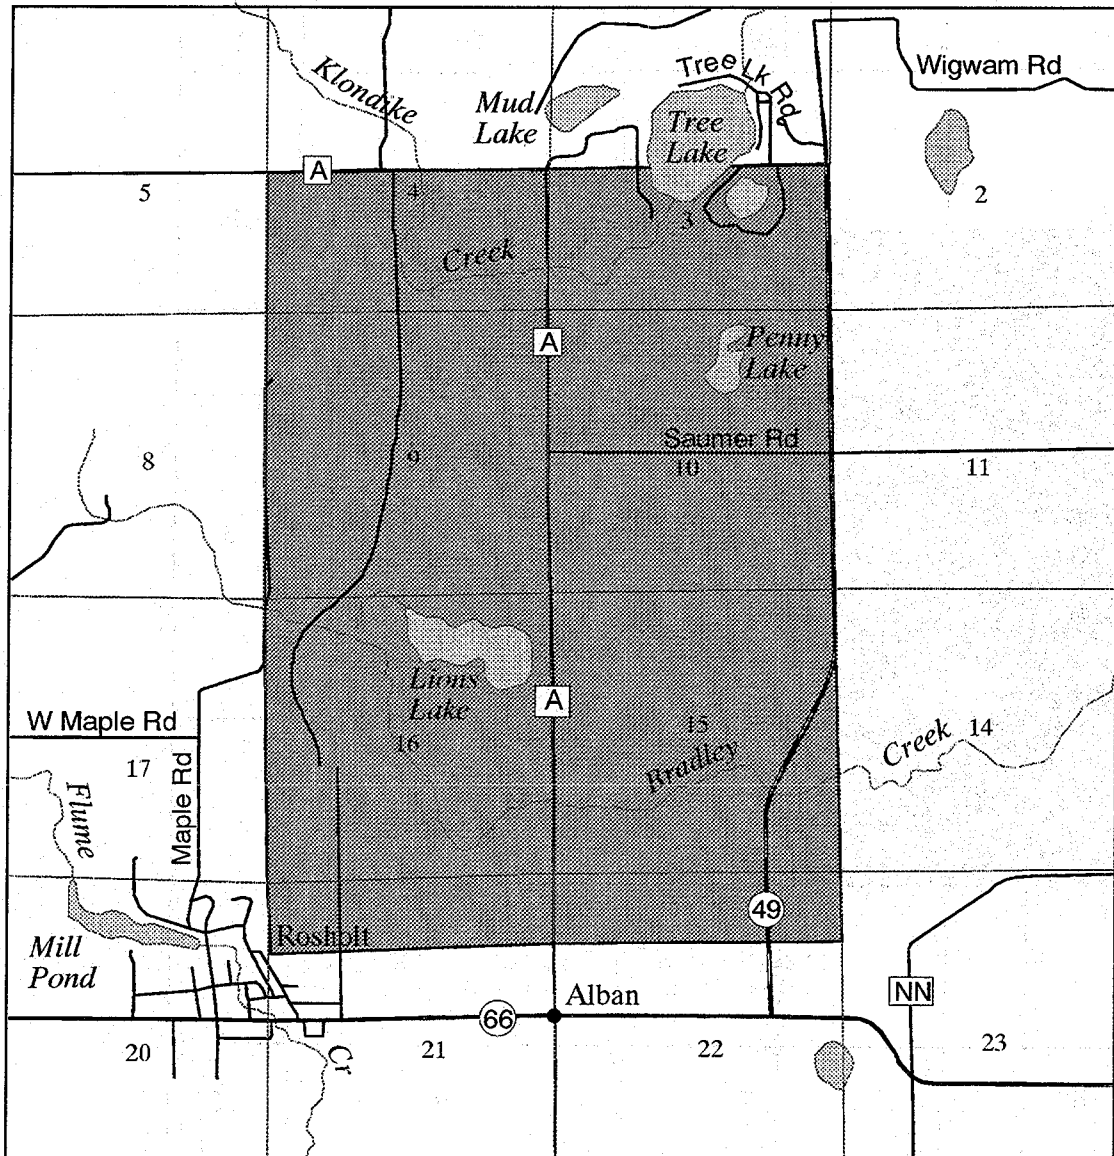 Klondike
Mud
Lake
Tree Lk Rd
Tree
Lake
Wigwam Rd
A
5
4
3
2
Creek
A
Penny
Lake
Saumer Rd
8
9
10
11
Lions
Lake
A
W Maple Rd
17
Maple Rd
16
15
Bradley
Creek
14
Flume
49
Mill
Pond
Rosholt
Alban
NN
66
20
Cr
21
22
23